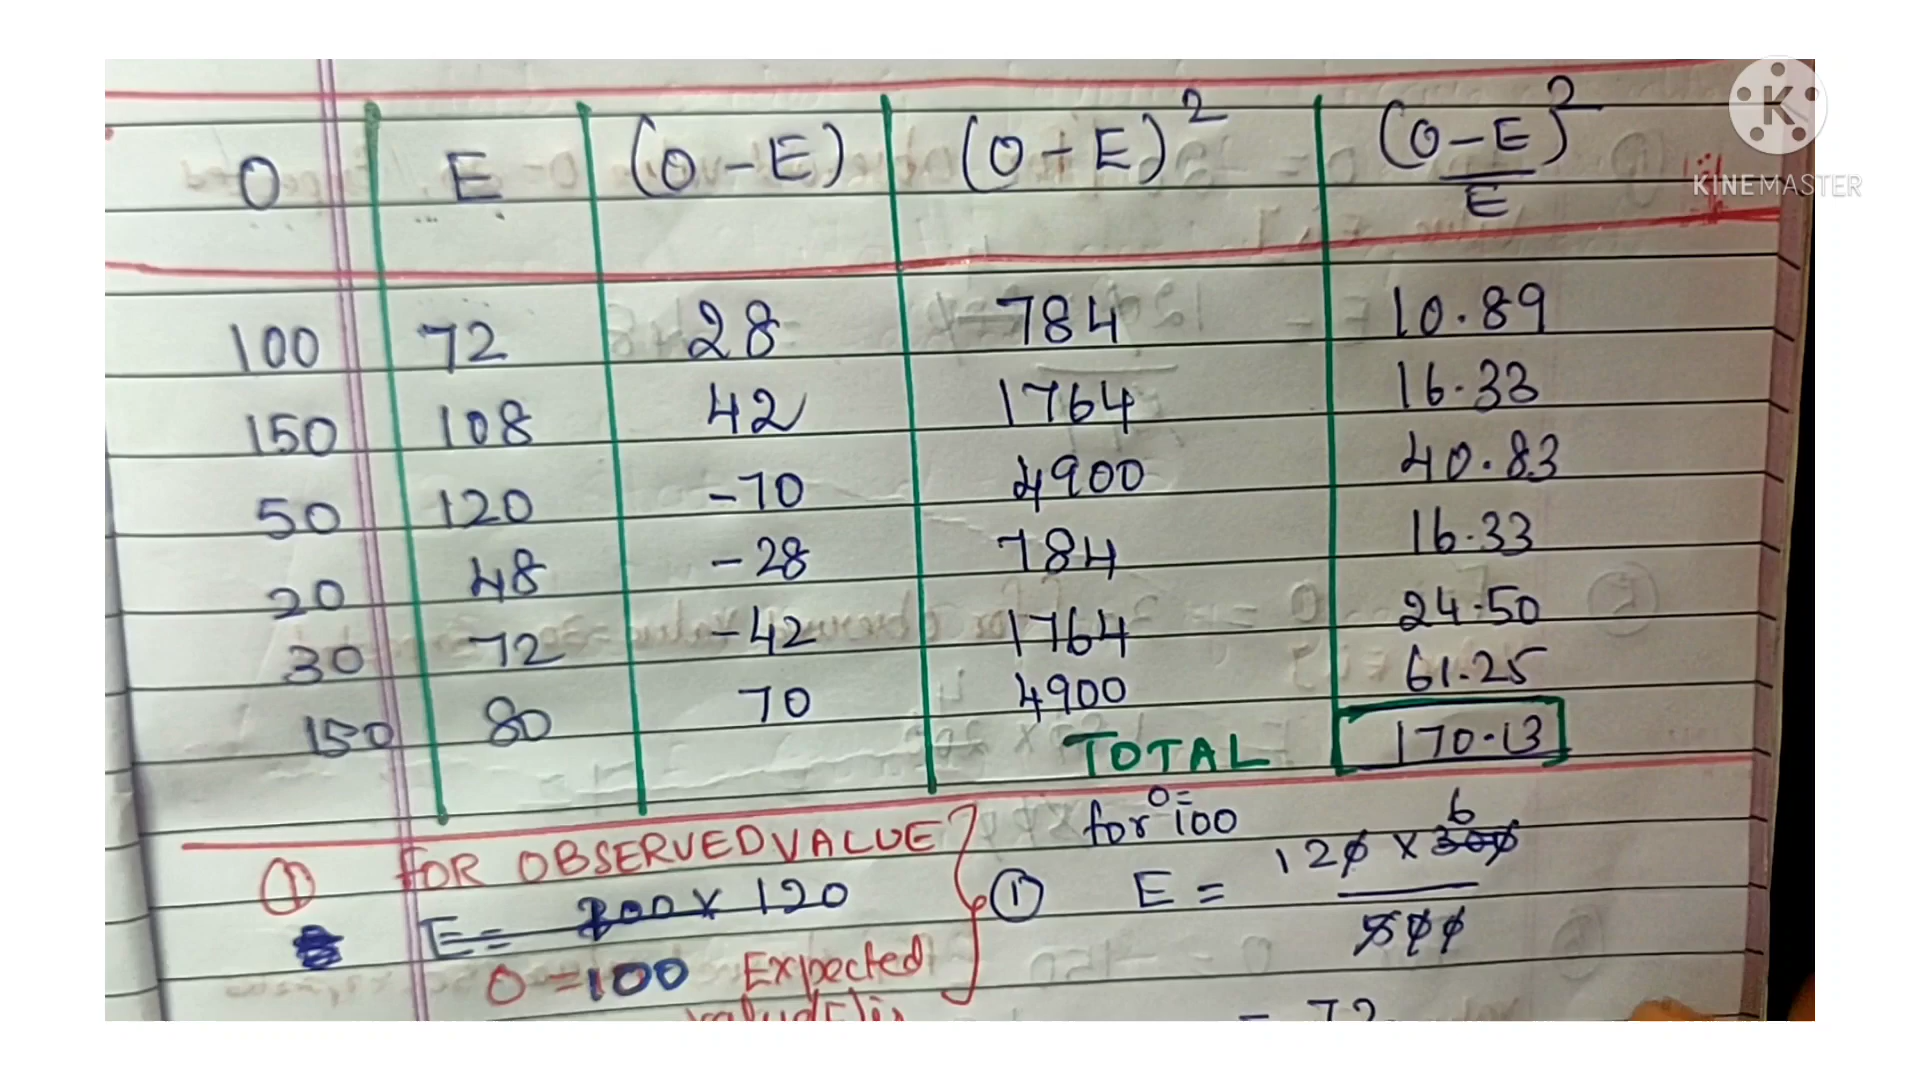 O E (O-E) (O-E)² (O-E)²/E
100 72 28 784 10.89
150 108 42 1764 16.33
50 120 -70 4900 40.83
20 48 -28 784 16.33
30 72 -42 1764 24.50
150 80 70 4900 61.25
TOTAL 170.13
① FOR OBSERVED VALUE
E = 300 x 120
O = 100 Expected
for O = 100
① E = 120 x 300 6
500
= 72
KINEMASTER